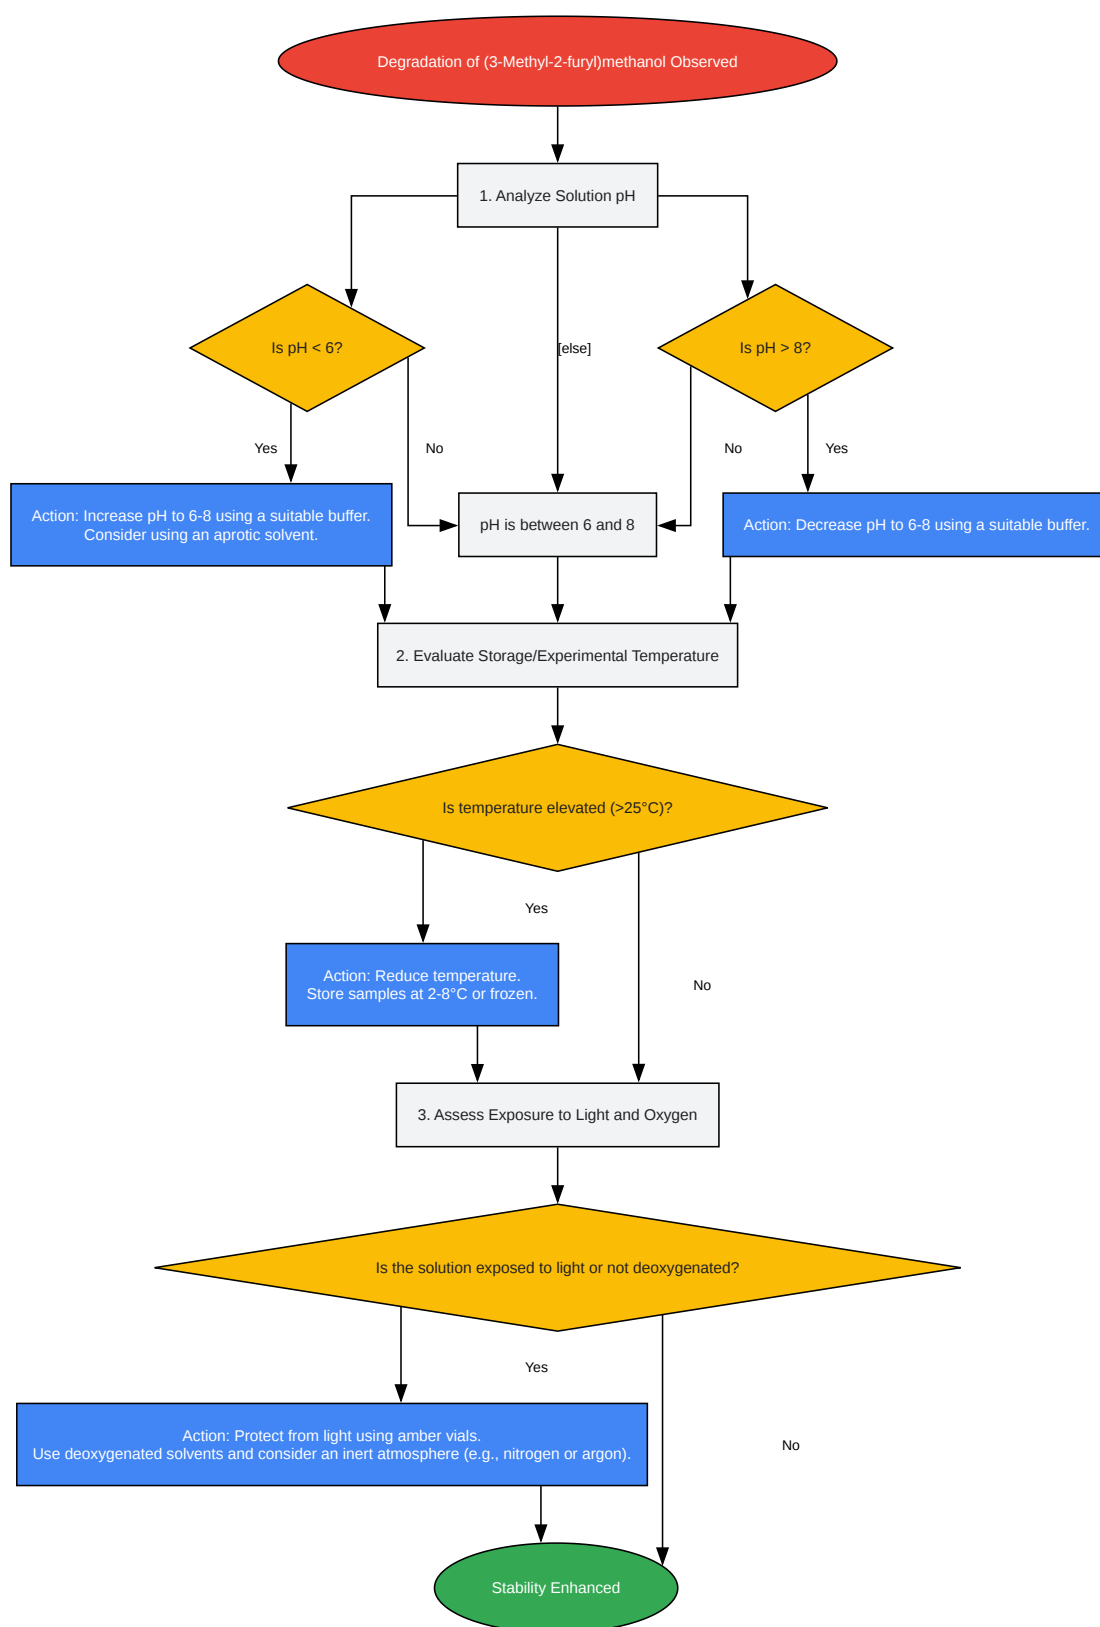 Degradation of (3-Methyl-2-furyl)methanol Observed
1. Analyze Solution pH
Is pH < 6?
[else]
Is pH > 8?
Yes
No
No
Yes
Action: Increase pH to 6-8 using a suitable buffer.
Consider using an aprotic solvent.
pH is between 6 and 8
Action: Decrease pH to 6-8 using a suitable buffer.
2. Evaluate Storage/Experimental Temperature
Is temperature elevated (>25°C)?
Yes
Action: Reduce temperature.
Store samples at 2-8°C or frozen.
No
3. Assess Exposure to Light and Oxygen
Is the solution exposed to light or not deoxygenated?
Yes
Action: Protect from light using amber vials.
Use deoxygenated solvents and consider an inert atmosphere (e.g., nitrogen or argon).
No
Stability Enhanced